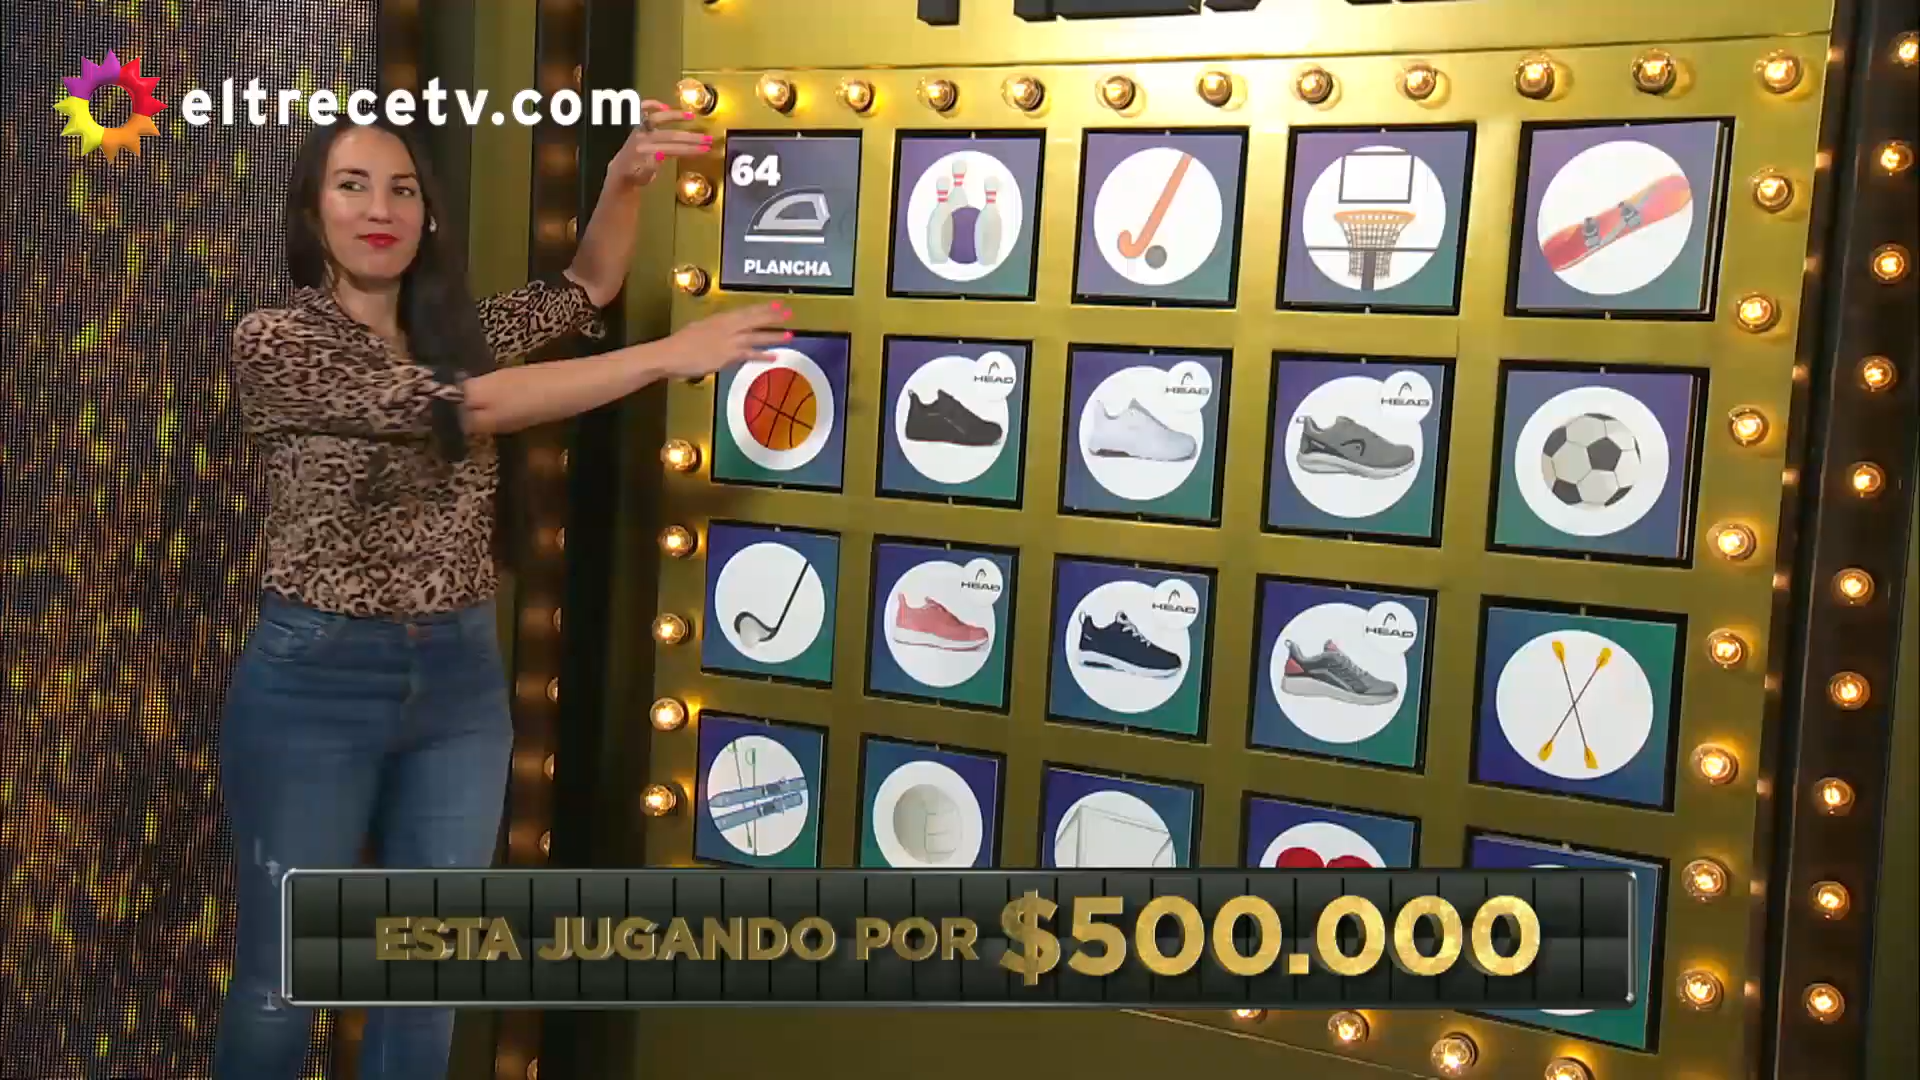 eltrecetv.com
64
PLANCHA
HEAD
HEAD
HEAD
HEAD
HEAD
HEAD
ESTA JUGANDO POR $500.000